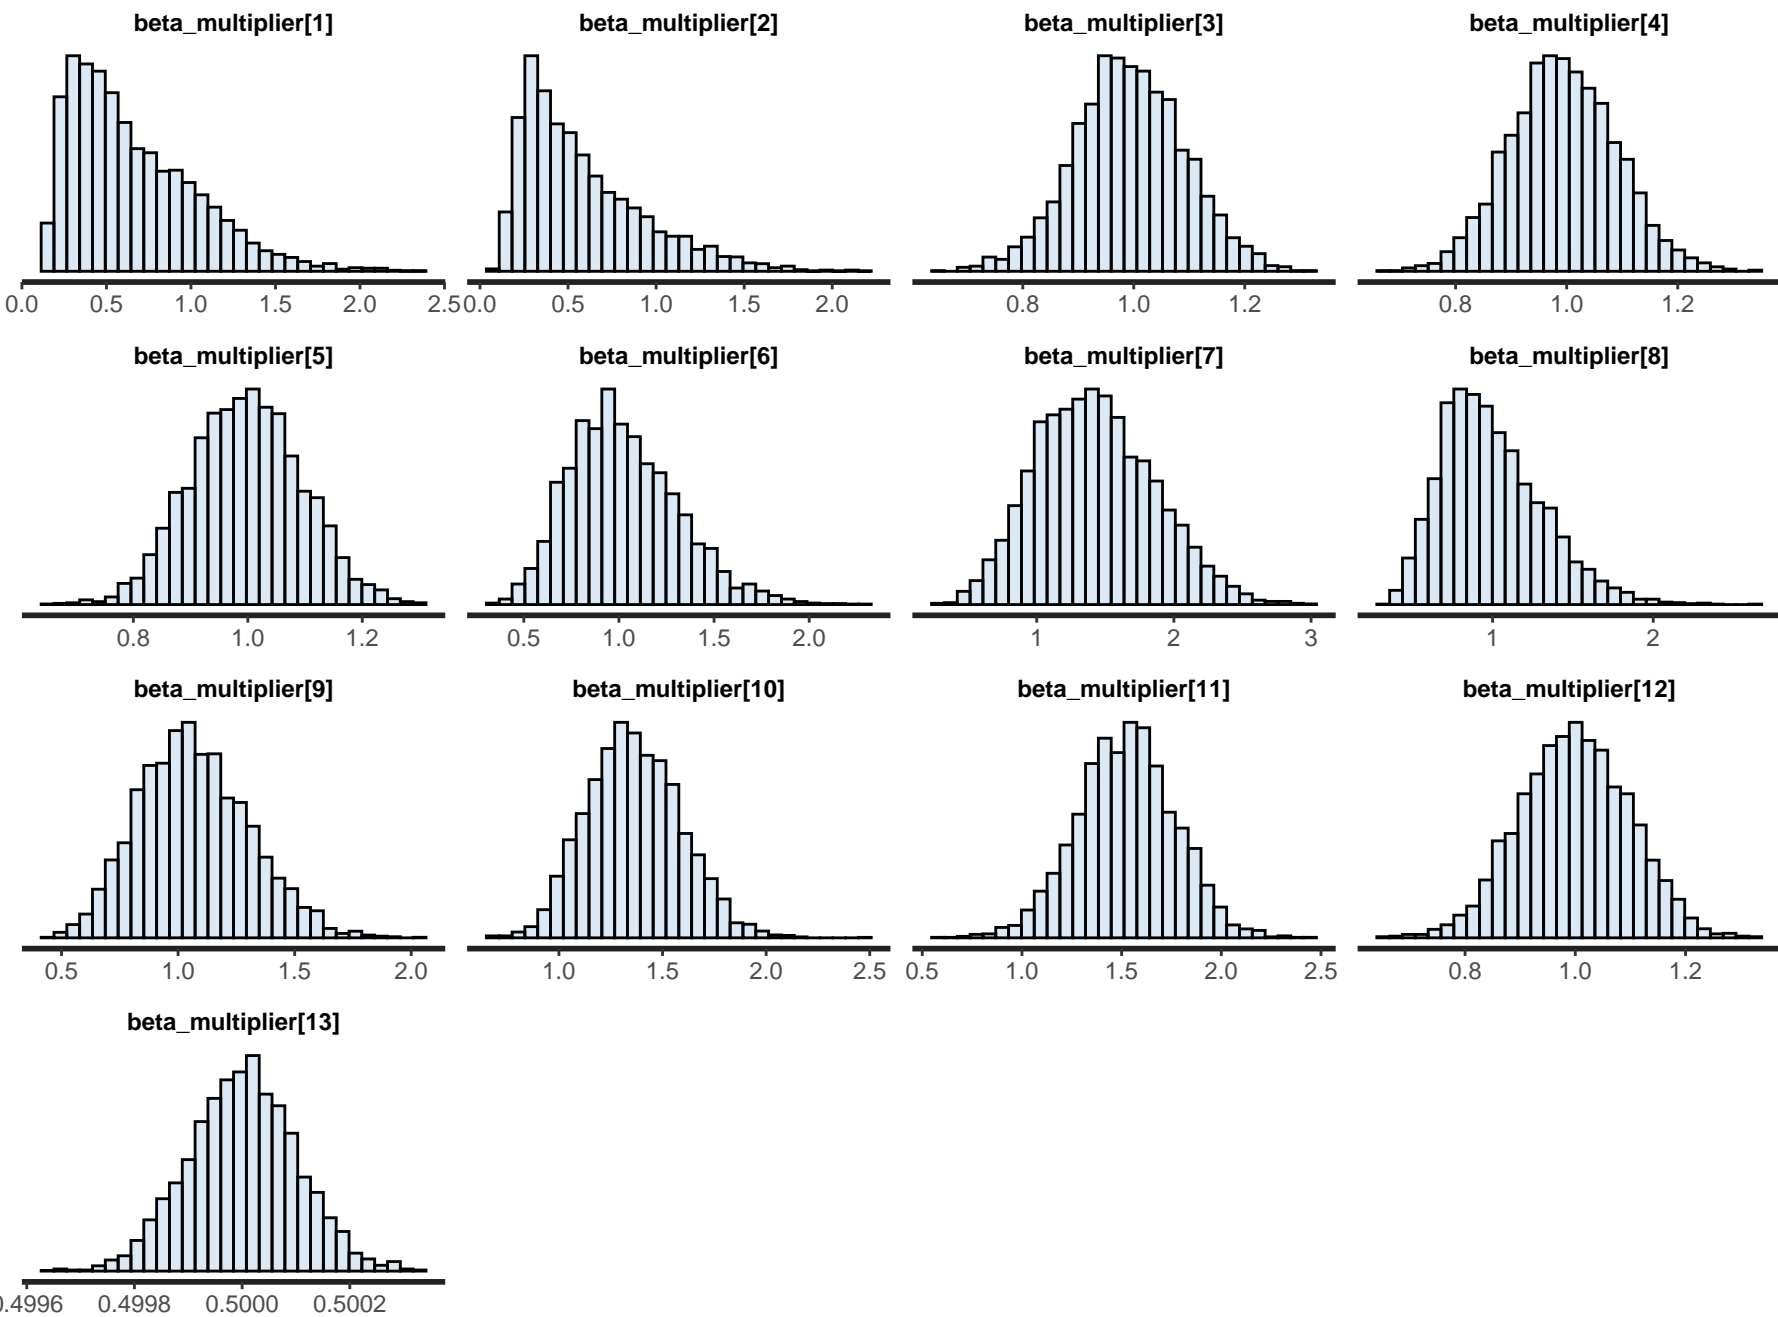 beta_multiplier[1] beta_multiplier[2] beta_multiplier[3] beta_multiplier[4]
0.0 0.5 1.0 1.5 2.0 2.5 0.0 0.5 1.0 1.5 2.0 0.8 1.0 1.2 0.8 1.0 1.2
beta_multiplier[5] beta_multiplier[6] beta_multiplier[7] beta_multiplier[8]
0.8 1.0 1.2 0.5 1.0 1.5 2.0 1 2 3 1 2
beta_multiplier[9] beta_multiplier[10] beta_multiplier[11] beta_multiplier[12]
0.5 1.0 1.5 2.0 1.0 1.5 2.0 2.5 0.5 1.0 1.5 2.0 2.5 0.8 1.0 1.2
beta_multiplier[13]
0.4996 0.4998 0.5000 0.5002